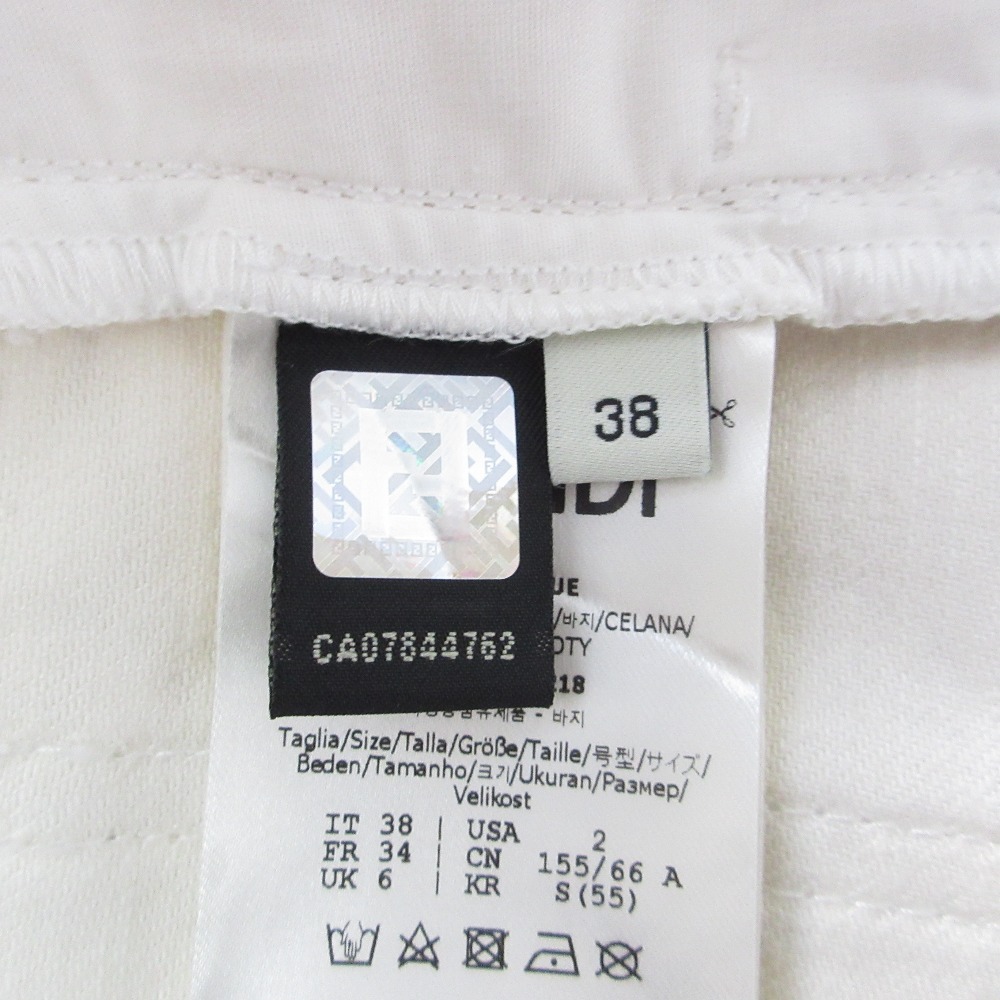 38
CA07844762
바지/CELANA/
218
- 바지
Taglia/Size/Talla/Größe/Taille/号型/サイズ/
Beden/Tamanho/크기/Ukuran/Размер/
Velikost
IT 38 | USA 2
FR 34 | CN 155/66 A
UK 6 | KR S(55)